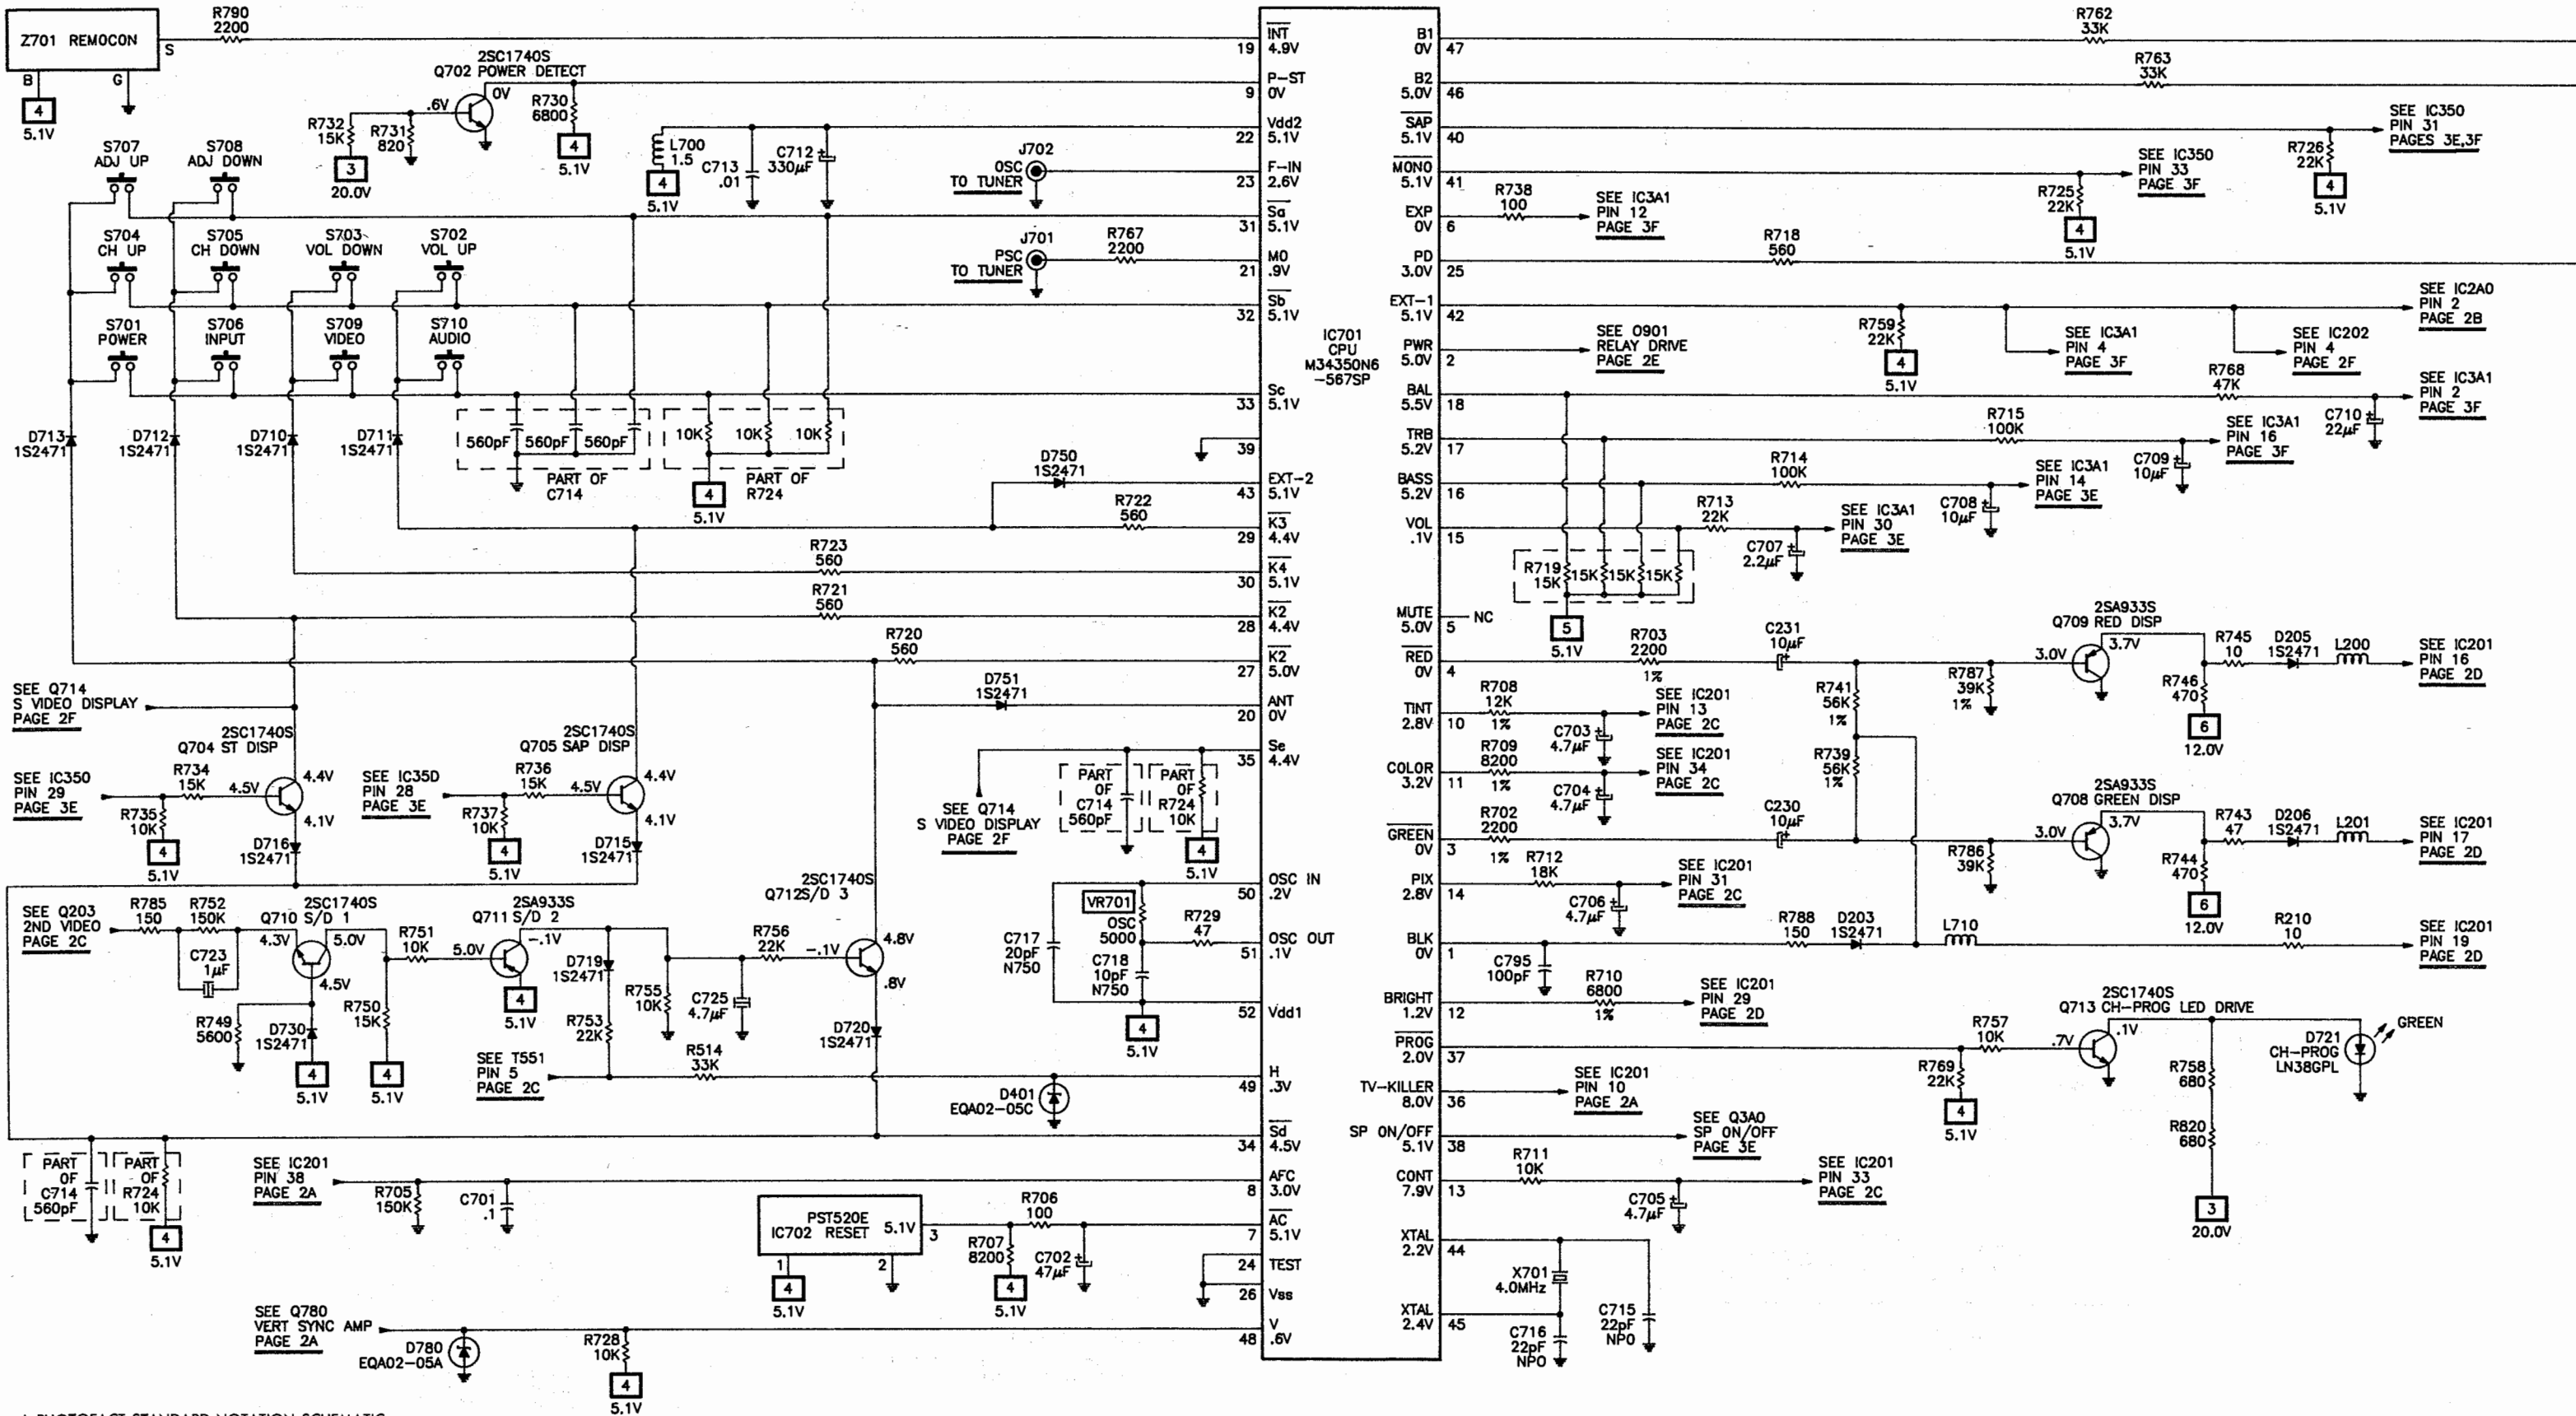 Z701 REMOCON
S
B
G
4
5.1V
R790
2200
2SC1740S
Q702 POWER DETECT
0V
.6V
R732
15K
R731
820
3
20.0V
R730
6800
4
5.1V
L700
1.5
4
5.1V
C713
.01
C712
330µF
J702
OSC
TO TUNER
J701
PSC
TO TUNER
R767
2200
S707
ADJ UP
S708
ADJ DOWN
S704
CH UP
S705
CH DOWN
S703
VOL DOWN
S702
VOL UP
S701
POWER
S706
INPUT
S709
VIDEO
S710
AUDIO
D713
1S2471
D712
1S2471
D710
1S2471
D711
1S2471
560pF
560pF
560pF
PART OF
C714
10K
10K
10K
PART OF
R724
4
5.1V
D750
1S2471
R722
560
R723
560
R721
560
R720
560
D751
1S2471
SEE Q714
S VIDEO DISPLAY
PAGE 2F
2SC1740S
Q704 ST DISP
4.4V
4.5V
4.1V
SEE IC350
PIN 29
PAGE 3E
R734
15K
R735
10K
4
5.1V
D716
1S2471
2SC1740S
Q705 SAP DISP
4.4V
4.5V
4.1V
SEE IC35D
PIN 28
PAGE 3E
R736
15K
R737
10K
4
5.1V
D715
1S2471
SEE Q714
S VIDEO DISPLAY
PAGE 2F
PART
OF
C714
560pF
PART
OF
R724
10K
4
5.1V
SEE Q203
2ND VIDEO
PAGE 2C
R785
150
R752
150K
C723
1µF
2SC1740S
Q710 S/D 1
4.3V
5.0V
4.5V
R749
5600
D730
1S2471
4
5.1V
R751
10K
R750
15K
4
5.1V
2SA933S
Q711 S/D 2
5.0V
-.1V
4
5.1V
D719
1S2471
R753
22K
R755
10K
C725
4.7µF
R756
22K
2SC1740S
Q712S/D 3
-.1V
4.8V
.8V
D720
1S2471
VR701
OSC
5000
R729
47
C717
20pF
N750
C718
10pF
N750
4
5.1V
SEE T551
PIN 5
PAGE 2C
R514
33K
D401
EQA02-05C
PART
OF
C714
560pF
PART
OF
R724
10K
4
5.1V
SEE IC201
PIN 38
PAGE 2A
R705
150K
C701
.1
PST520E
IC702 RESET
5.1V
3
1
2
4
5.1V
R706
100
R707
8200
4
5.1V
C702
47µF
SEE Q780
VERT SYNC AMP
PAGE 2A
D780
EQA02-05A
R728
10K
4
5.1V
IC701
CPU
M34350N6
-567SP
INT
19 4.9V
P-ST
9 0V
Vdd2
22 5.1V
F-IN
23 2.6V
Sa
31 5.1V
MO
21 .9V
Sb
32 5.1V
Sc
33 5.1V
39
EXT-2
43 5.1V
K3
29 4.4V
K4
30 5.1V
K2
28 4.4V
K2
27 5.0V
ANT
20 0V
Se
35 4.4V
OSC IN
50 .2V
OSC OUT
51 .1V
52 Vdd1
H
49 .3V
Sd
34 4.5V
AFC
8 3.0V
AC
7 5.1V
24 TEST
26 Vss
V
48 .6V
B1
0V 47
B2
5.0V 46
SAP
5.1V 40
MONO
5.1V 41
EXP
0V 6
PD
3.0V 25
EXT-1
5.1V 42
PWR
5.0V 2
BAL
5.5V 18
TRB
5.2V 17
BASS
5.2V 16
VOL
.1V 15
MUTE
5.0V 5
NC
RED
0V 4
TINT
2.8V 10
COLOR
3.2V 11
GREEN
0V 3
PIX
2.8V 14
BLK
0V 1
BRIGHT
1.2V 12
PROG
2.0V 37
TV-KILLER
8.0V 36
SP ON/OFF
5.1V 38
CONT
7.9V 13
XTAL
2.2V 44
XTAL
2.4V 45
R762
33K
R763
33K
SEE IC350
PIN 31
PAGES 3E,3F
R726
22K
4
5.1V
SEE IC350
PIN 33
PAGE 3F
R725
22K
4
5.1V
R738
100
SEE IC3A1
PIN 12
PAGE 3F
R718
560
SEE IC2A0
PIN 2
PAGE 2B
R759
22K
4
5.1V
SEE IC3A1
PIN 4
PAGE 3F
SEE IC202
PIN 4
PAGE 2F
SEE O901
RELAY DRIVE
PAGE 2E
R768
47K
SEE IC3A1
PIN 2
PAGE 3F
C710
22µF
R715
100K
SEE IC3A1
PIN 16
PAGE 3F
C709
10µF
R714
100K
SEE IC3A1
PIN 14
PAGE 3E
C708
10µF
R713
22K
SEE IC3A1
PIN 30
PAGE 3E
C707
2.2µF
R719
15K
15K
15K
15K
5
5.1V
R703
2200
1%
C231
10µF
R741
56K
1%
R787
39K
1%
2SA933S
Q709 RED DISP
3.0V
3.7V
R745
10
D205
1S2471
L200
SEE IC201
PIN 16
PAGE 2D
R746
470
6
12.0V
R708
12K
1%
SEE IC201
PIN 13
PAGE 2C
C703
4.7µF
R709
8200
1%
SEE IC201
PIN 34
PAGE 2C
C704
4.7µF
R739
56K
1%
R702
2200
1%
C230
10µF
R786
39K
2SA933S
Q708 GREEN DISP
3.0V
3.7V
R743
47
D206
1S2471
L201
SEE IC201
PIN 17
PAGE 2D
R744
470
6
12.0V
R712
18K
SEE IC201
PIN 31
PAGE 2C
C706
4.7µF
R788
150
D203
1S2471
L710
R210
10
SEE IC201
PIN 19
PAGE 2D
C795
100pF
R710
6800
1%
SEE IC201
PIN 29
PAGE 2D
2SC1740S
Q713 CH-PROG LED DRIVE
R757
10K
.7V
.1V
R769
22K
4
5.1V
R758
680
R820
680
3
20.0V
D721
CH-PROG
LN38GPL
GREEN
SEE IC201
PIN 10
PAGE 2A
SEE Q3A0
SP ON/OFF
PAGE 3E
R711
10K
SEE IC201
PIN 33
PAGE 2C
C705
4.7µF
X701
4.0MHz
C715
22pF
NPO
C716
22pF
NPO
A PHOTOFACT STANDARD NOTATION SCHEMATIC